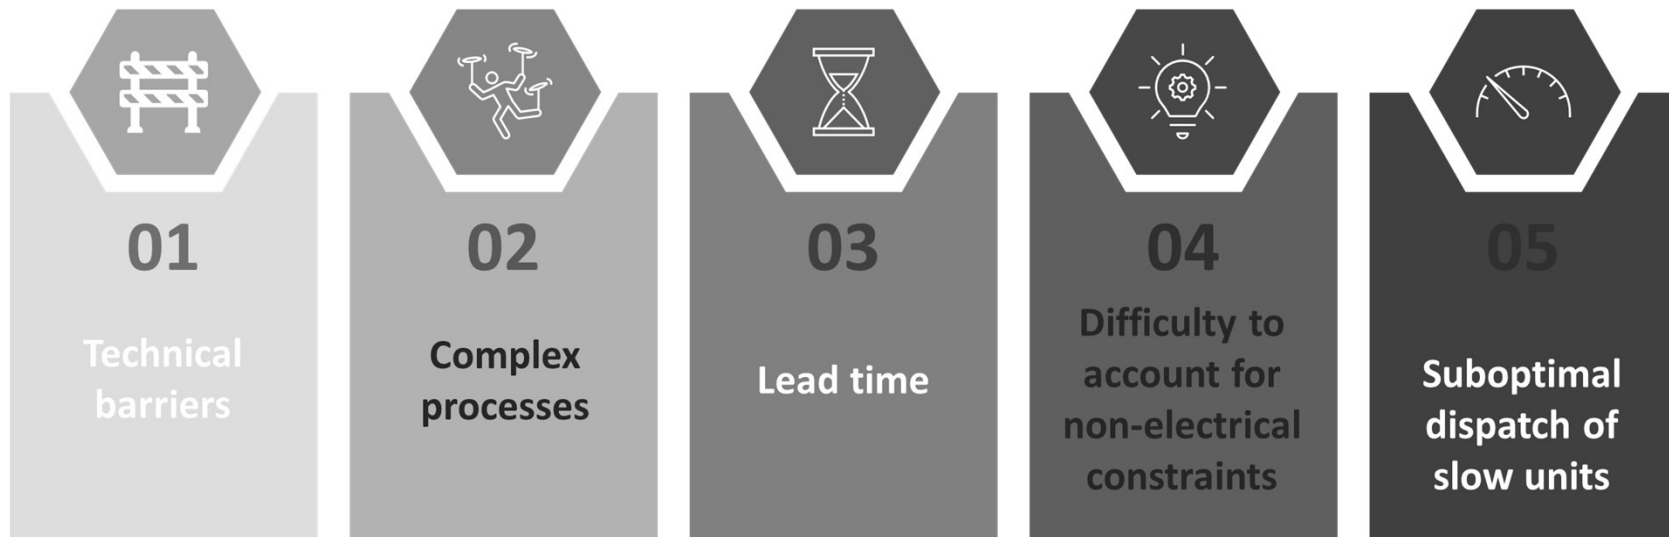 01
Technical
barriers
02
Complex
processes
03
Lead time
04
Difficulty to
account for
non-electrical
constraints
05
Suboptimal
dispatch of
slow units